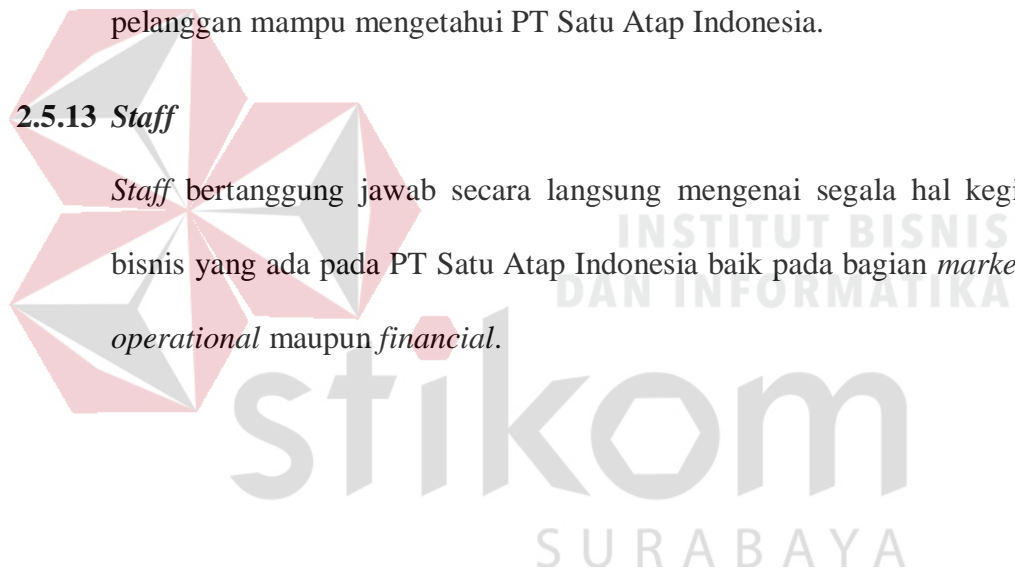 pelanggan mampu mengetahui PT Satu Atap Indonesia.
2.5.13 Staff
Staff bertanggung jawab secara langsung mengenai segala hal kegi
bisnis yang ada pada PT Satu Atap Indonesia baik pada bagian marke
operational maupun financial.
INSTITUT BISNIS
DAN INFORMATIKA
stikom
SURABAYA